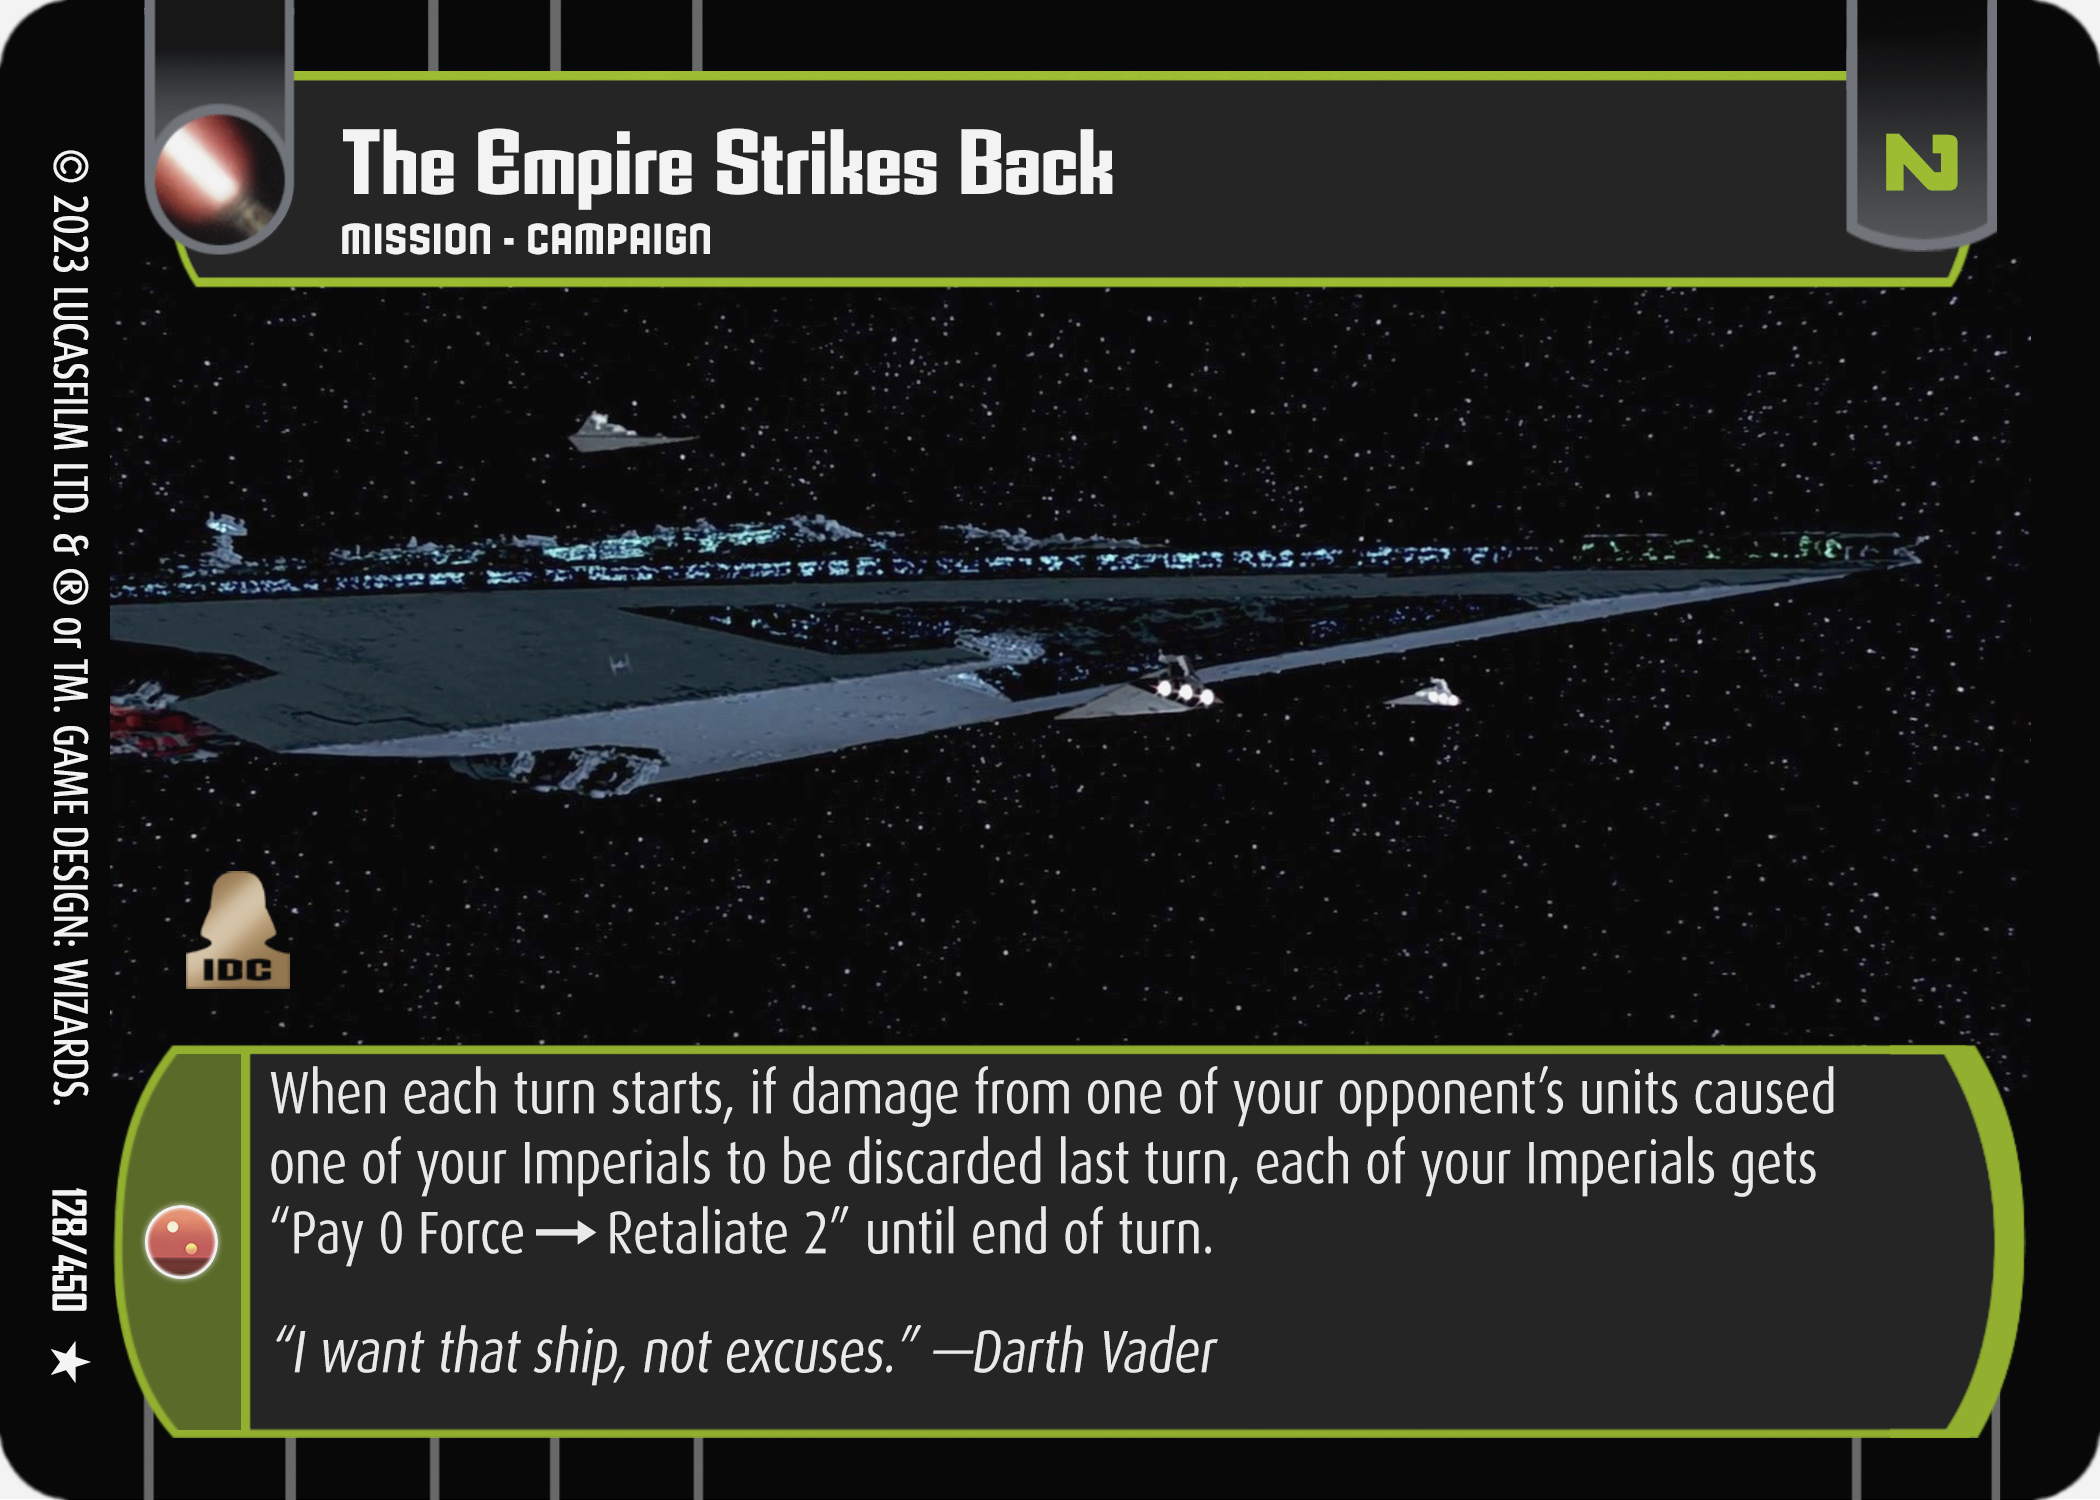 The Empire Strikes Back
MISSION - CAMPAIGN
2
IDC
When each turn starts, if damage from one of your opponent’s units caused
one of your Imperials to be discarded last turn, each of your Imperials gets
“Pay 0 Force → Retaliate 2” until end of turn.
“I want that ship, not excuses.” —Darth Vader
© 2023 LUCASFILM LTD. & ® or TM. GAME DESIGN: WIZARDS. 128/450 ★